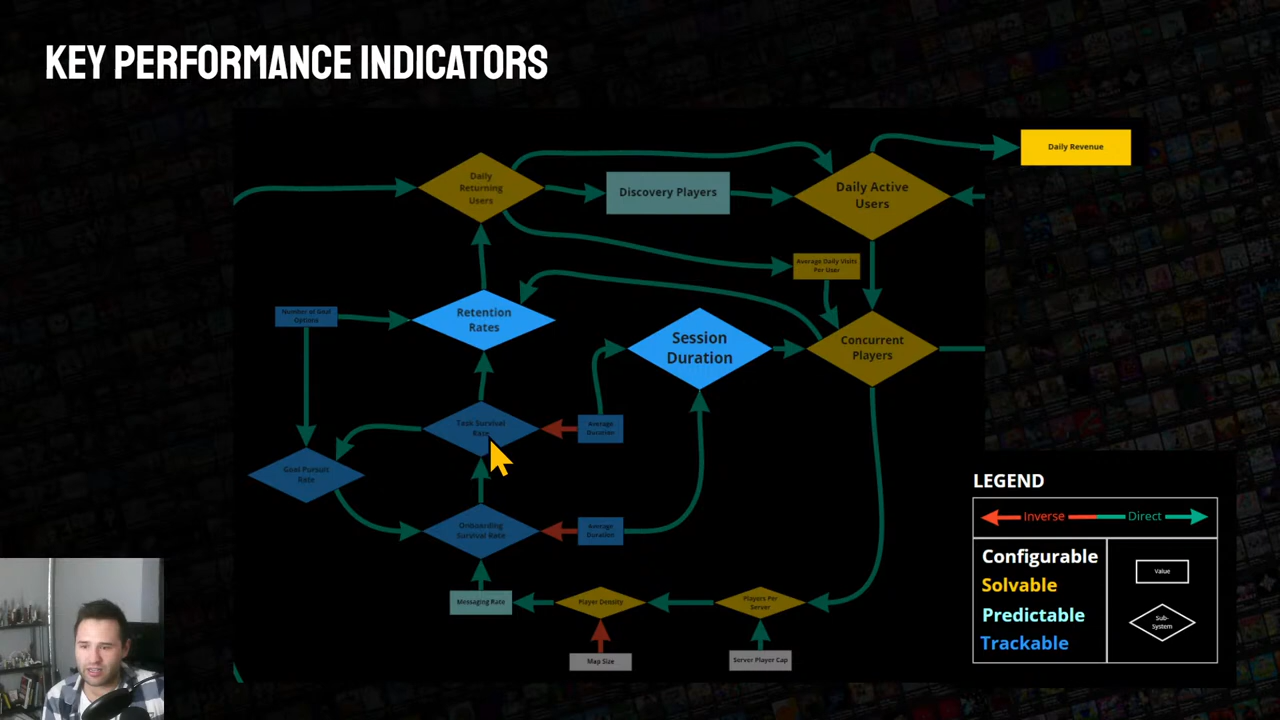 KEY PERFORMANCE INDICATORS
Daily Revenue
Daily
Returning
Users
Discovery Players
Daily Active
Users
Average Daily Visits
Per User
Number of Goal
Options
Retention
Rates
Session
Duration
Concurrent
Players
Task Survival
Rate
Average
Duration
Goal Pursuit
Rate
Onboarding
Survival Rate
Average
Duration
Messaging Rate
Player Density
Players Per
Server
Map Size
Server Player Cap
LEGEND
Inverse
Direct
Configurable
Solvable
Predictable
Trackable
Value
Sub-
System